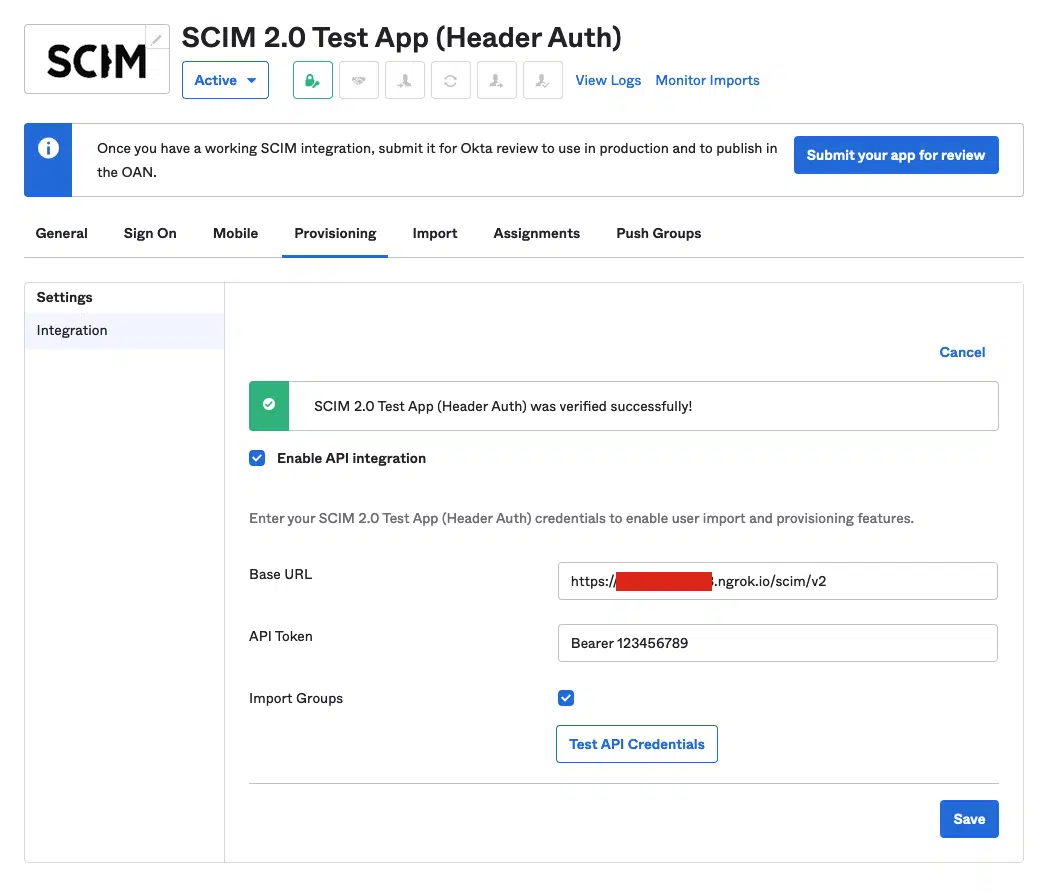 SCIM
SCIM 2.0 Test App (Header Auth)
Active
View Logs
Monitor Imports
Once you have a working SCIM integration, submit it for Okta review to use in production and to publish in
the OAN.
Submit your app for review
General
Sign On
Mobile
Provisioning
Import
Assignments
Push Groups
Settings
Integration
Cancel
SCIM 2.0 Test App (Header Auth) was verified successfully!
Enable API integration
Enter your SCIM 2.0 Test App (Header Auth) credentials to enable user import and provisioning features.
Base URL
https:// .ngrok.io/scim/v2
API Token
Bearer 123456789
Import Groups
Test API Credentials
Save